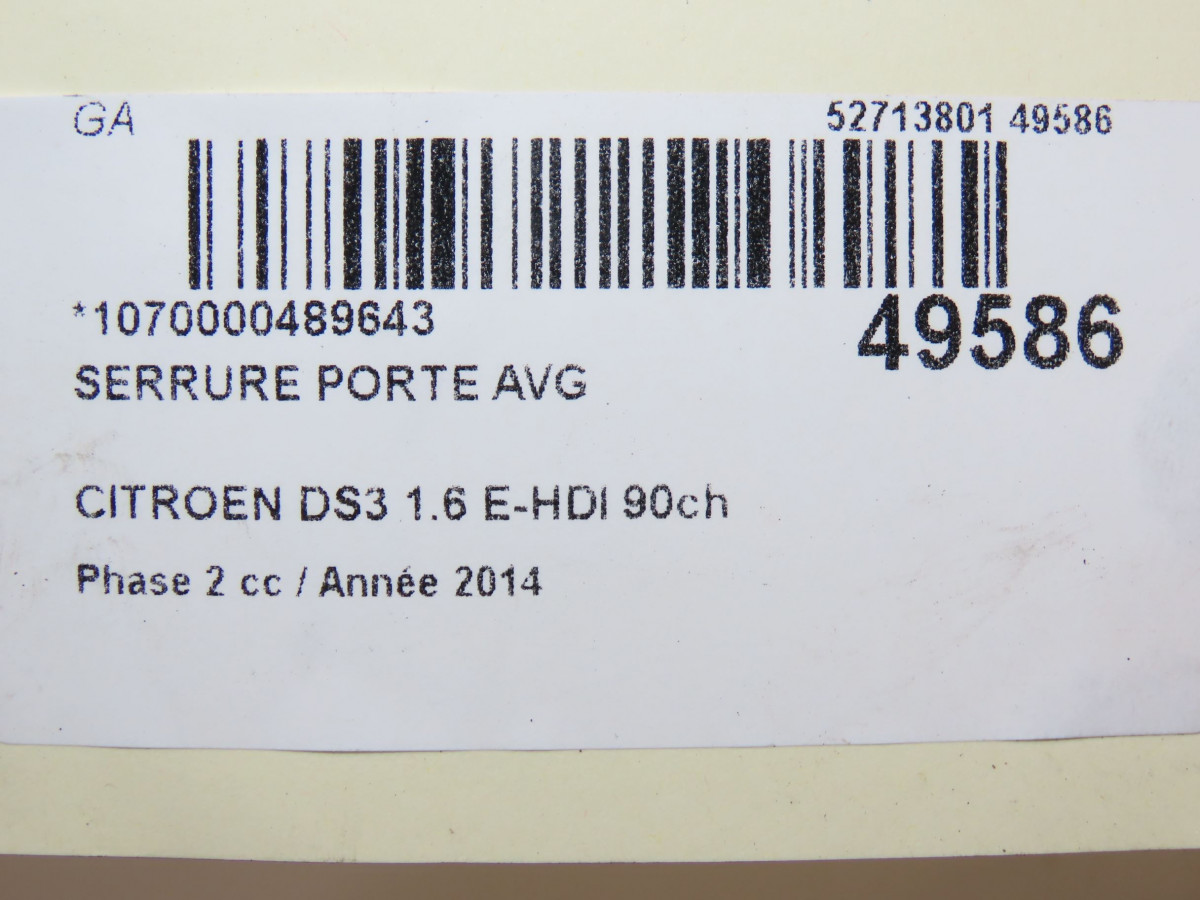 GA
52713801 49586
*1070000489643
49586
SERRURE PORTE AVG
CITROEN DS3 1.6 E-HDI 90ch
Phase 2 cc / Année 2014